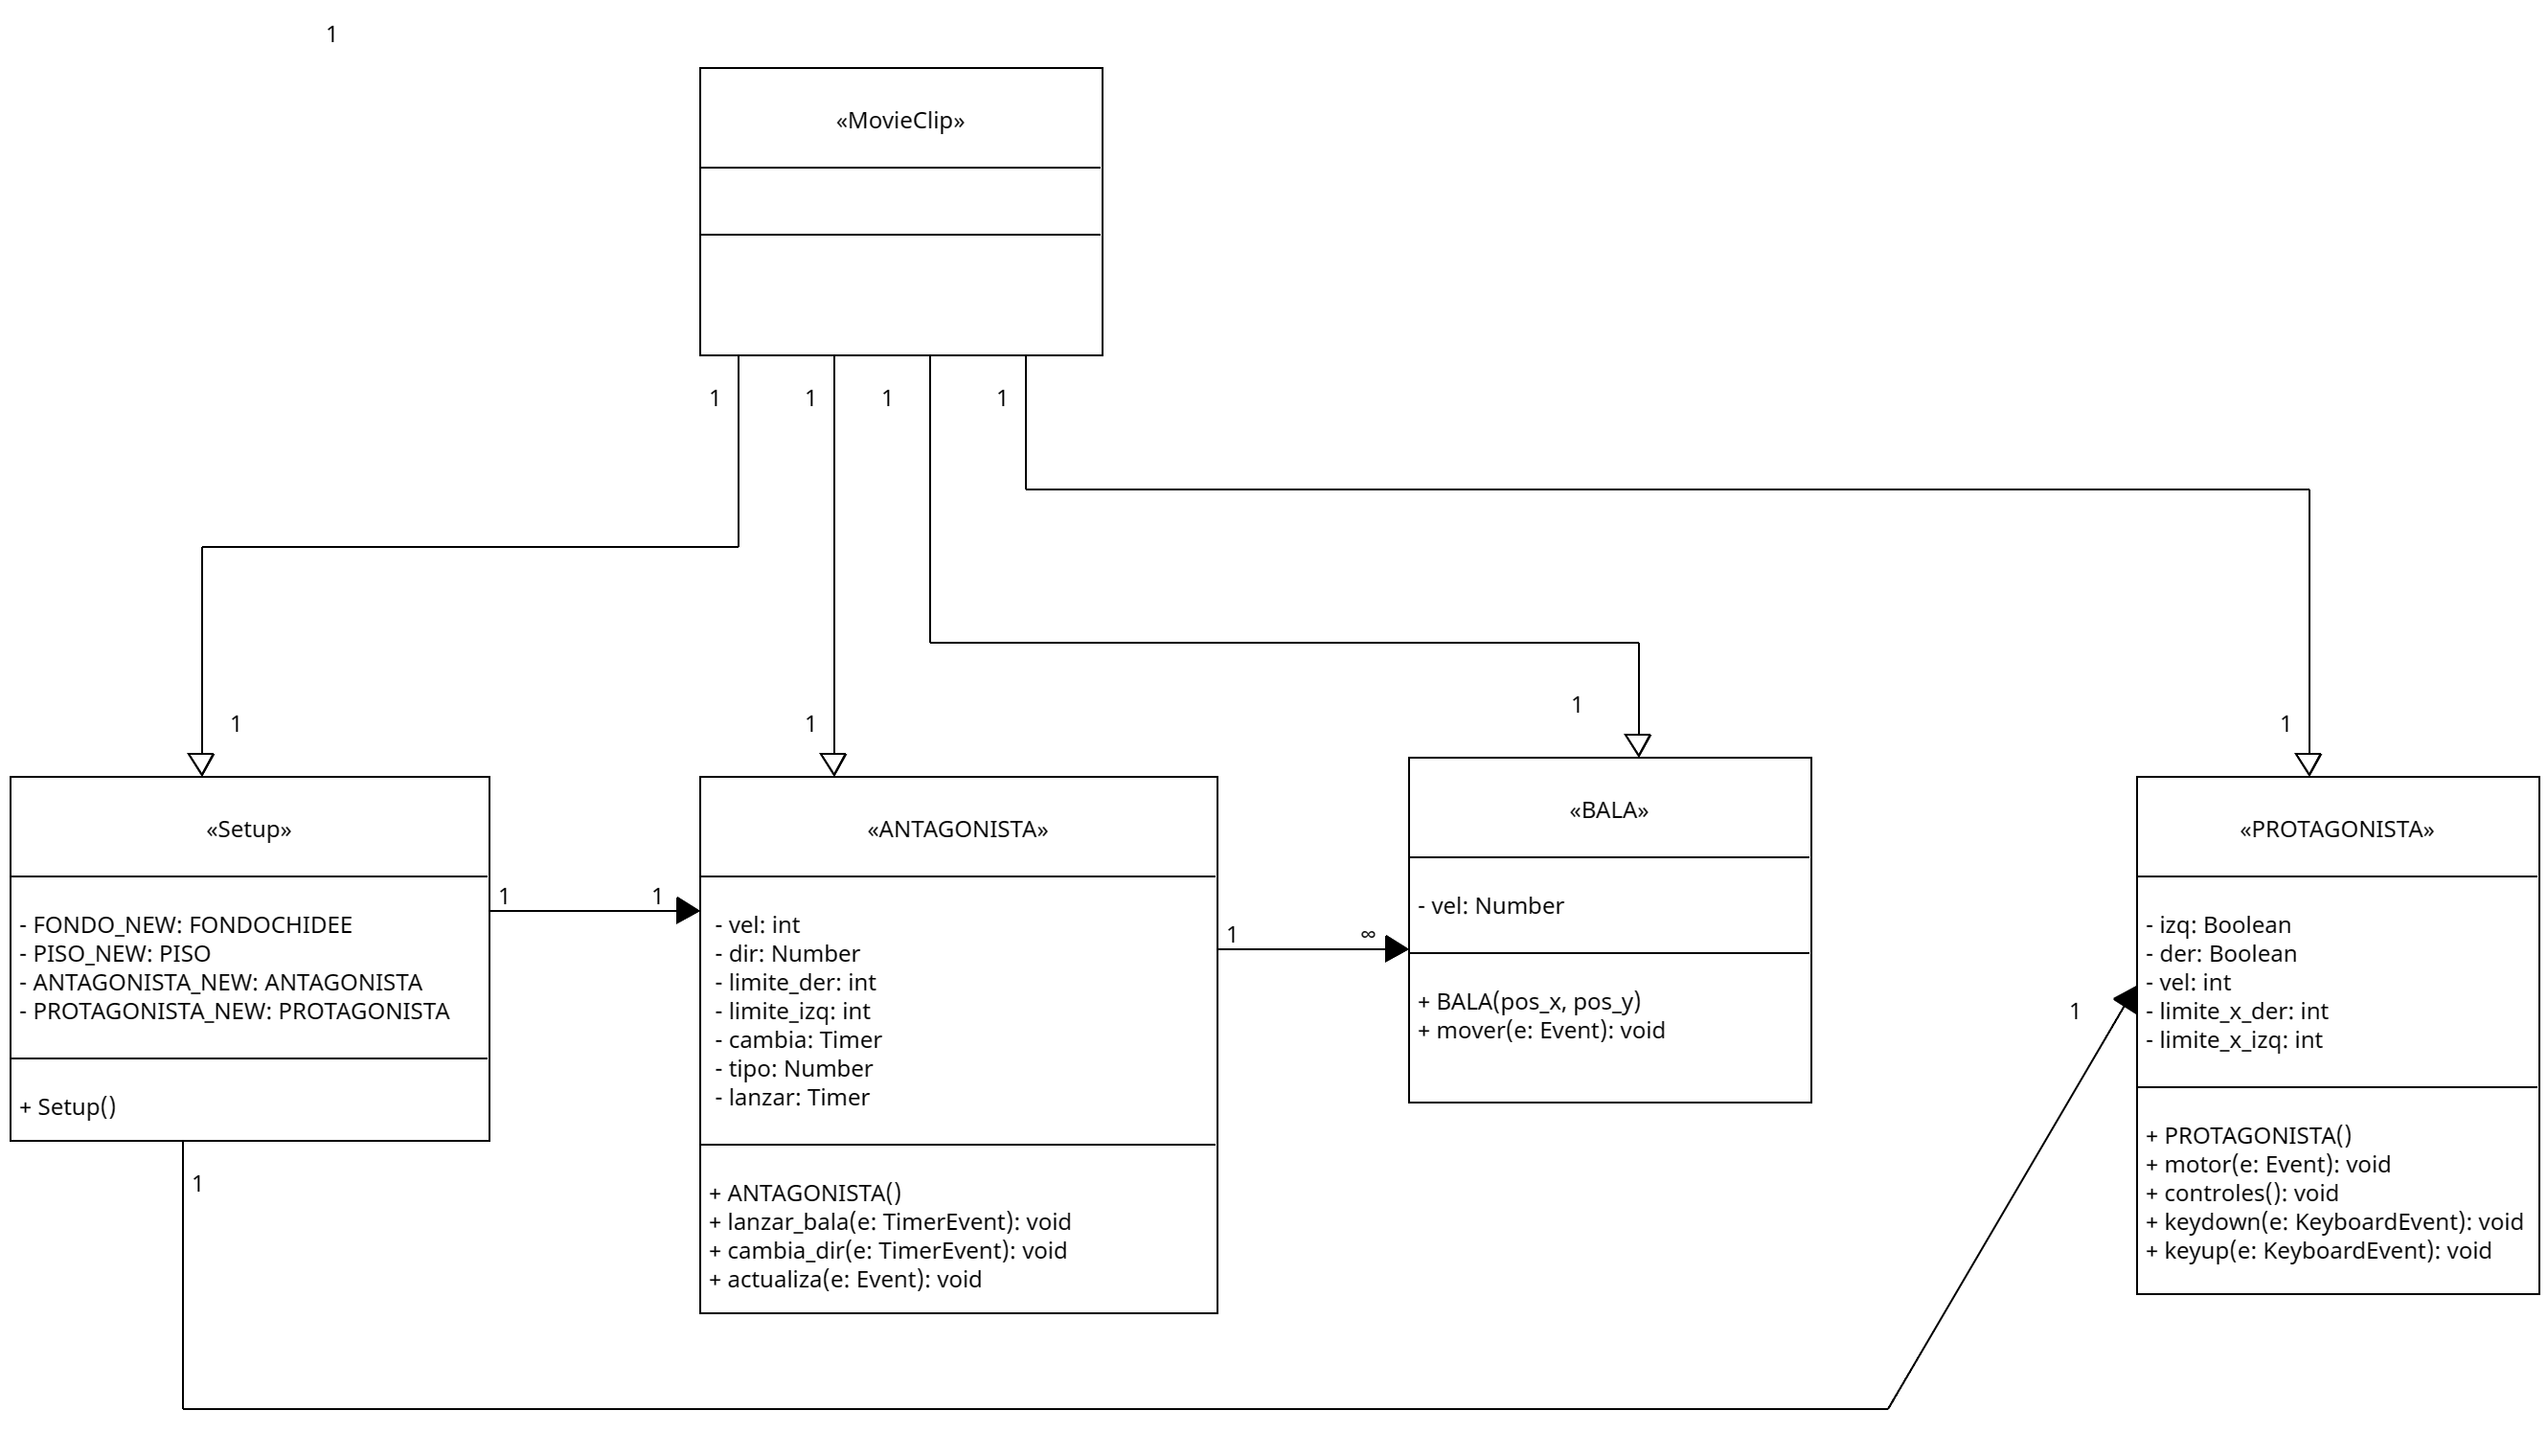 1
«MovieClip»
1
1
1
1
1
1
1
1
«Setup»
- FONDO_NEW: FONDOCHIDEE
- PISO_NEW: PISO
- ANTAGONISTA_NEW: ANTAGONISTA
- PROTAGONISTA_NEW: PROTAGONISTA
+ Setup()
1
1
1
«ANTAGONISTA»
- vel: int
- dir: Number
- limite_der: int
- limite_izq: int
- cambia: Timer
- tipo: Number
- lanzar: Timer
+ ANTAGONISTA()
+ lanzar_bala(e: TimerEvent): void
+ cambia_dir(e: TimerEvent): void
+ actualiza(e: Event): void
1
∞
«BALA»
- vel: Number
+ BALA(pos_x, pos_y)
+ mover(e: Event): void
1
«PROTAGONISTA»
- izq: Boolean
- der: Boolean
- vel: int
- limite_x_der: int
- limite_x_izq: int
+ PROTAGONISTA()
+ motor(e: Event): void
+ controles(): void
+ keydown(e: KeyboardEvent): void
+ keyup(e: KeyboardEvent): void